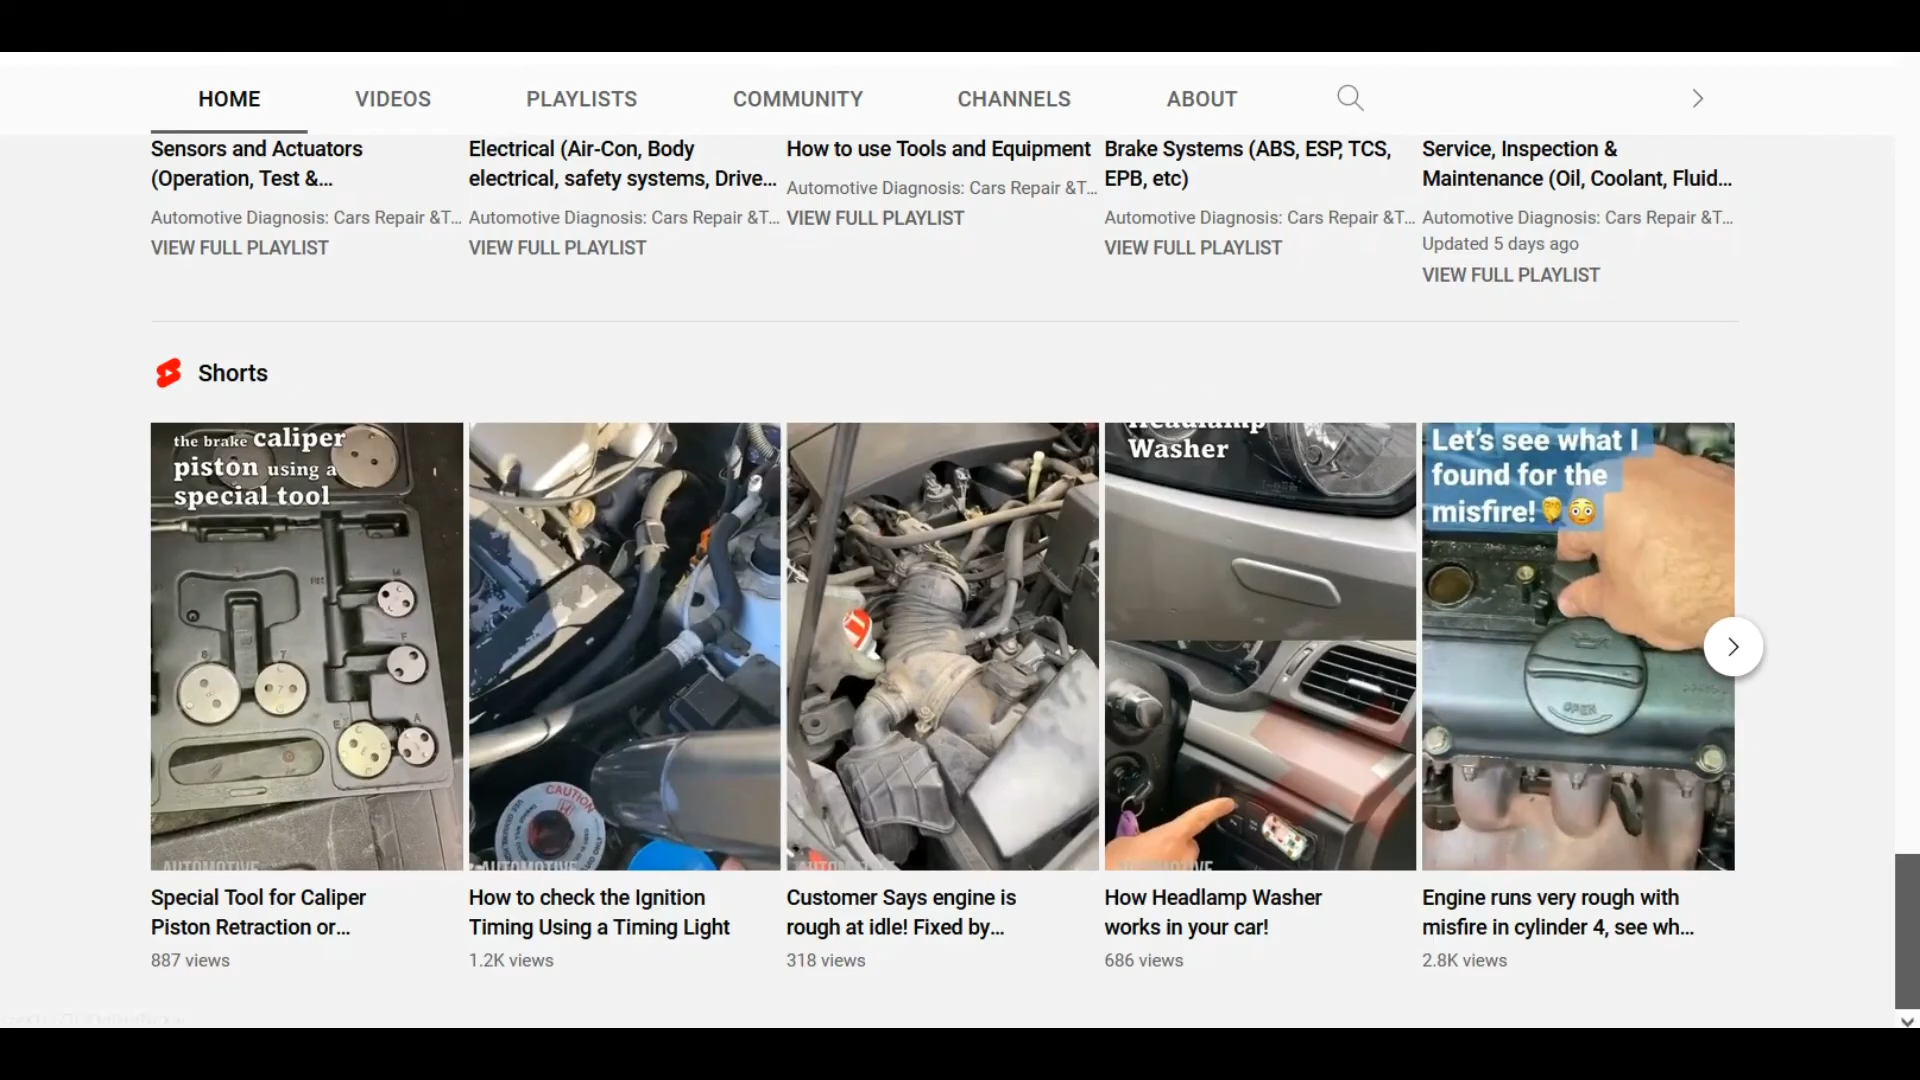 HOME VIDEOS PLAYLISTS COMMUNITY CHANNELS ABOUT
Sensors and Actuators
(Operation, Test &...
Automotive Diagnosis: Cars Repair &T...
VIEW FULL PLAYLIST
Electrical (Air-Con, Body
electrical, safety systems, Drive...
Automotive Diagnosis: Cars Repair &T...
VIEW FULL PLAYLIST
How to use Tools and Equipment
Automotive Diagnosis: Cars Repair &T...
VIEW FULL PLAYLIST
Brake Systems (ABS, ESP, TCS,
EPB, etc)
Automotive Diagnosis: Cars Repair &T...
VIEW FULL PLAYLIST
Service, Inspection &
Maintenance (Oil, Coolant, Fluid...
Automotive Diagnosis: Cars Repair &T...
Updated 5 days ago
VIEW FULL PLAYLIST
Shorts
the brake caliper
piston using a
special tool
AUTOMOTIVE
Special Tool for Caliper
Piston Retraction or...
887 views
CAUTION
AUTOMOTIVE
How to check the Ignition
Timing Using a Timing Light
1.2K views
AUTOMOTIVE
Customer Says engine is
rough at idle! Fixed by...
318 views
Headlamp
Washer
AUTOMOTIVE
How Headlamp Washer
works in your car!
686 views
Let's see what I
found for the
misfire!🤦😳
OPEN
Engine runs very rough with
misfire in cylinder 4, see wh...
2.8K views